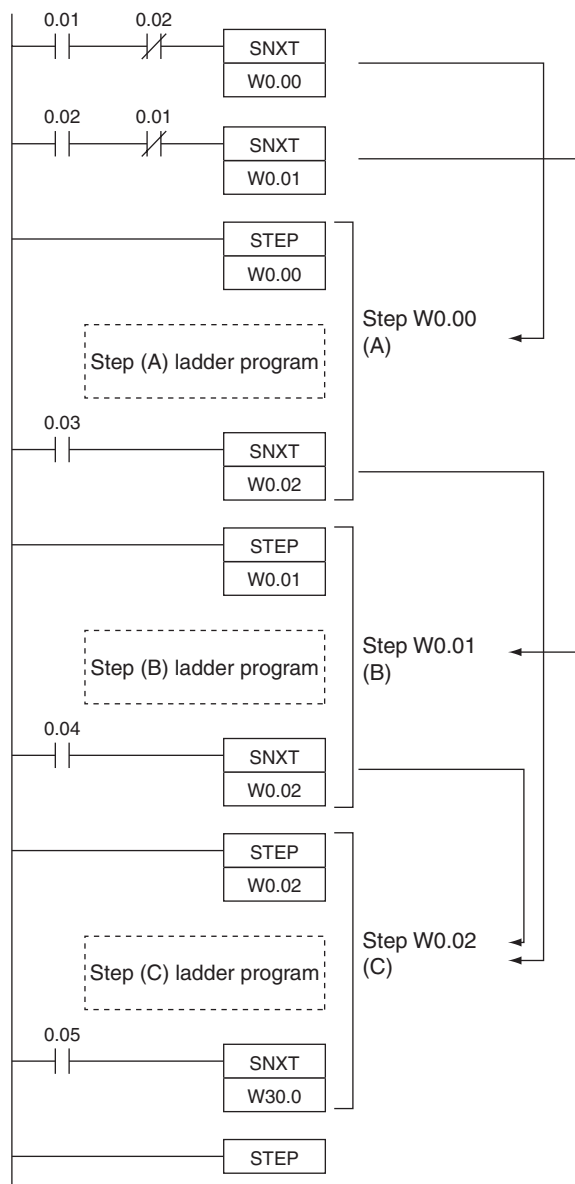 0.01 0.02
SNXT
W0.00
0.02 0.01
SNXT
W0.01
STEP
W0.00
Step W0.00
(A)
Step (A) ladder program
0.03
SNXT
W0.02
STEP
W0.01
Step W0.01
(B)
Step (B) ladder program
0.04
SNXT
W0.02
STEP
W0.02
Step W0.02
(C)
Step (C) ladder program
0.05
SNXT
W30.0
STEP